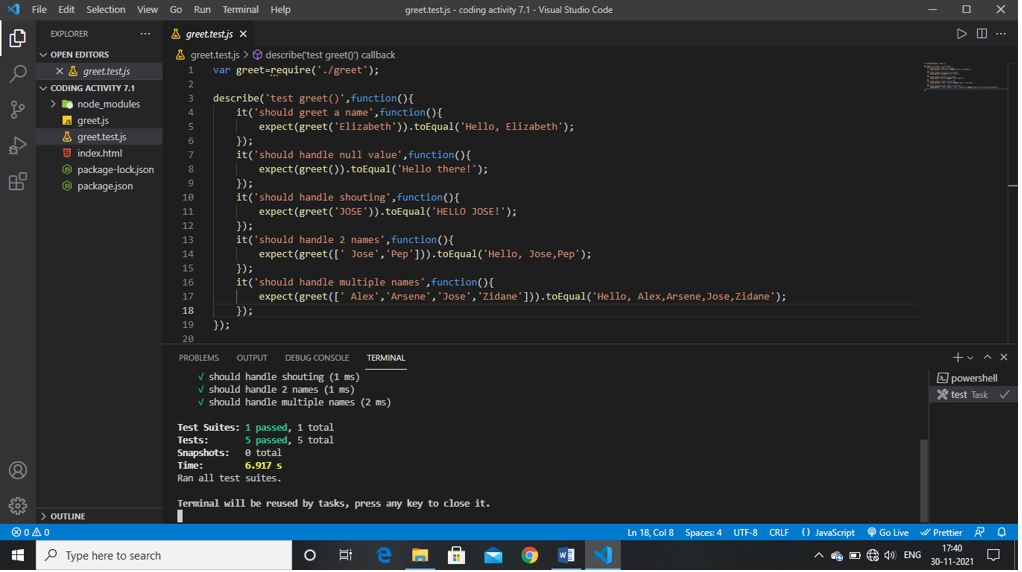 File Edit Selection View Go Run Terminal Help greet.test.js - coding activity 7.1 - Visual Studio Code
EXPLORER
OPEN EDITORS
greet.test.js
CODING ACTIVITY 7.1
node_modules
greet.js
greet.test.js
index.html
package-lock.json
package.json
OUTLINE
greet.test.js
greet.test.js > describe('test greet()') callback
1 var greet=require('./greet');
2
3 describe('test greet()',function(){
4 it('should greet a name',function(){
5 expect(greet('Elizabeth')).toEqual('Hello, Elizabeth');
6 });
7 it('should handle null value',function(){
8 expect(greet()).toEqual('Hello there!');
9 });
10 it('should handle shouting',function(){
11 expect(greet('JOSE')).toEqual('HELLO JOSE!');
12 });
13 it('should handle 2 names',function(){
14 expect(greet([' Jose','Pep'])).toEqual('Hello, Jose,Pep');
15 });
16 it('should handle multiple names',function(){
17 expect(greet([' Alex','Arsene','Jose','Zidane'])).toEqual('Hello, Alex,Arsene,Jose,Zidane');
18 });
19 });
20
PROBLEMS OUTPUT DEBUG CONSOLE TERMINAL
√ should handle shouting (1 ms)
√ should handle 2 names (1 ms)
√ should handle multiple names (2 ms)
Test Suites: 1 passed, 1 total
Tests: 5 passed, 5 total
Snapshots: 0 total
Time: 6.917 s
Ran all test suites.
Terminal will be reused by tasks, press any key to close it.
powershell
test Task
0 0 Ln 18, Col 8 Spaces: 4 UTF-8 CRLF {} JavaScript Go Live Prettier
Type here to search
ENG
17:40
30-11-2021